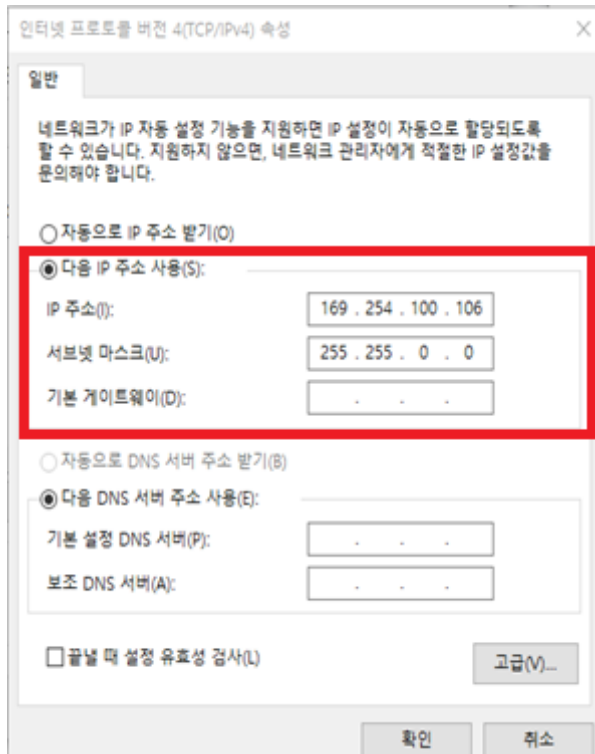 인터넷 프로토콜 버전 4(TCP/IPv4) 속성
일반
네트워크가 IP 자동 설정 기능을 지원하면 IP 설정이 자동으로 할당되도록
할 수 있습니다. 지원하지 않으면, 네트워크 관리자에게 적절한 IP 설정값을
문의해야 합니다.
자동으로 IP 주소 받기(O)
다음 IP 주소 사용(S):
IP 주소(I): 169 . 254 . 100 . 106
서브넷 마스크(U): 255 . 255 . 0 . 0
기본 게이트웨이(D): . . .
자동으로 DNS 서버 주소 받기(B)
다음 DNS 서버 주소 사용(E):
기본 설정 DNS 서버(P): . . .
보조 DNS 서버(A): . . .
끝낼 때 설정 유효성 검사(L)
고급(V)...
확인 취소